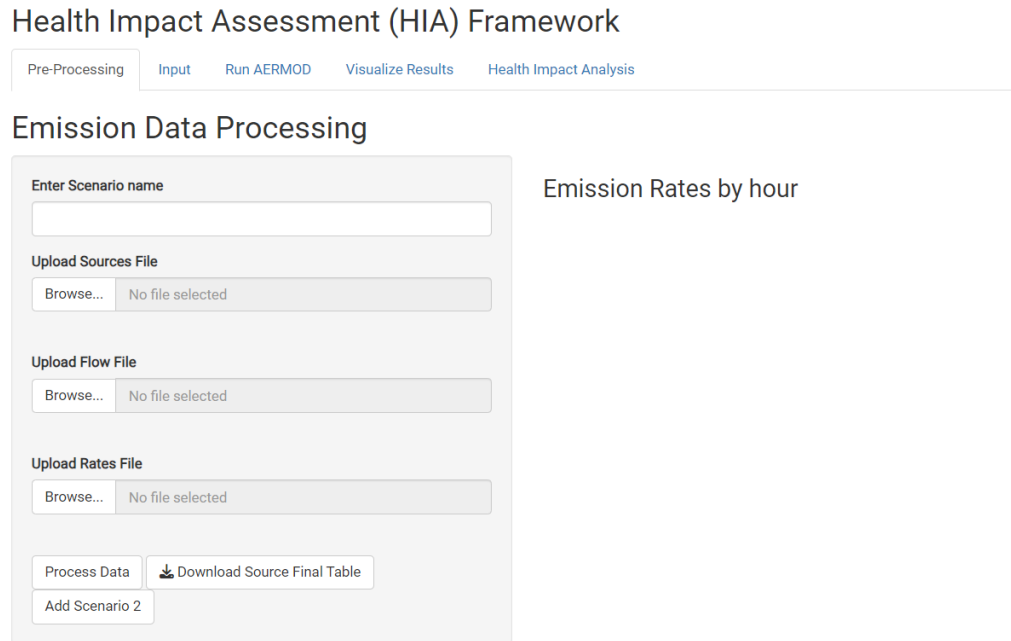 Health Impact Assessment (HIA) Framework
Pre-Processing Input Run AERMOD Visualize Results Health Impact Analysis
Emission Data Processing
Enter Scenario name
Upload Sources File
Browse... No file selected
Upload Flow File
Browse... No file selected
Upload Rates File
Browse... No file selected
Process Data Download Source Final Table
Add Scenario 2
Emission Rates by hour